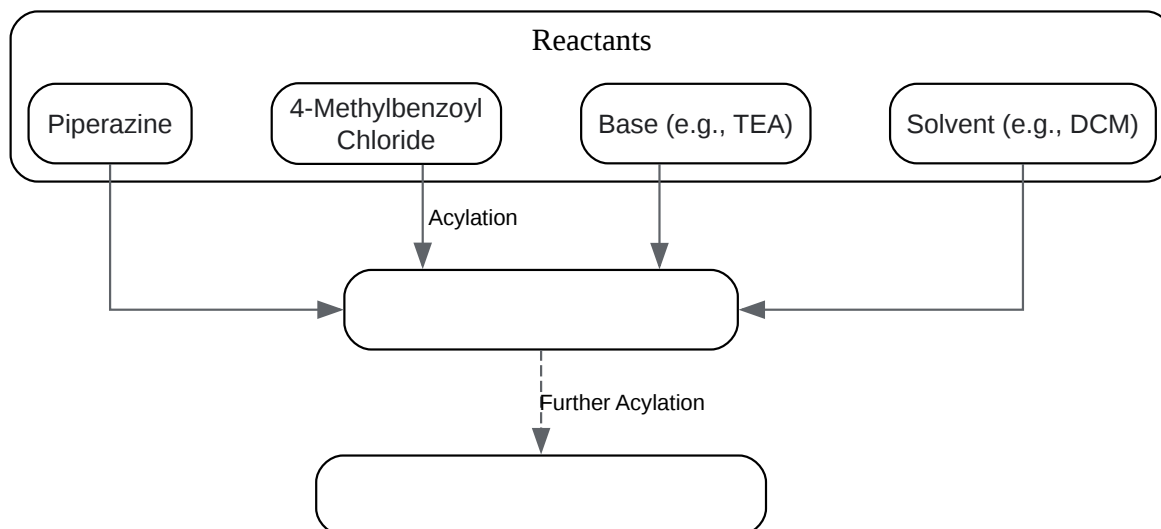 Reactants
Piperazine
4-Methylbenzoyl
Chloride
Base (e.g., TEA)
Solvent (e.g., DCM)
Acylation
Further Acylation